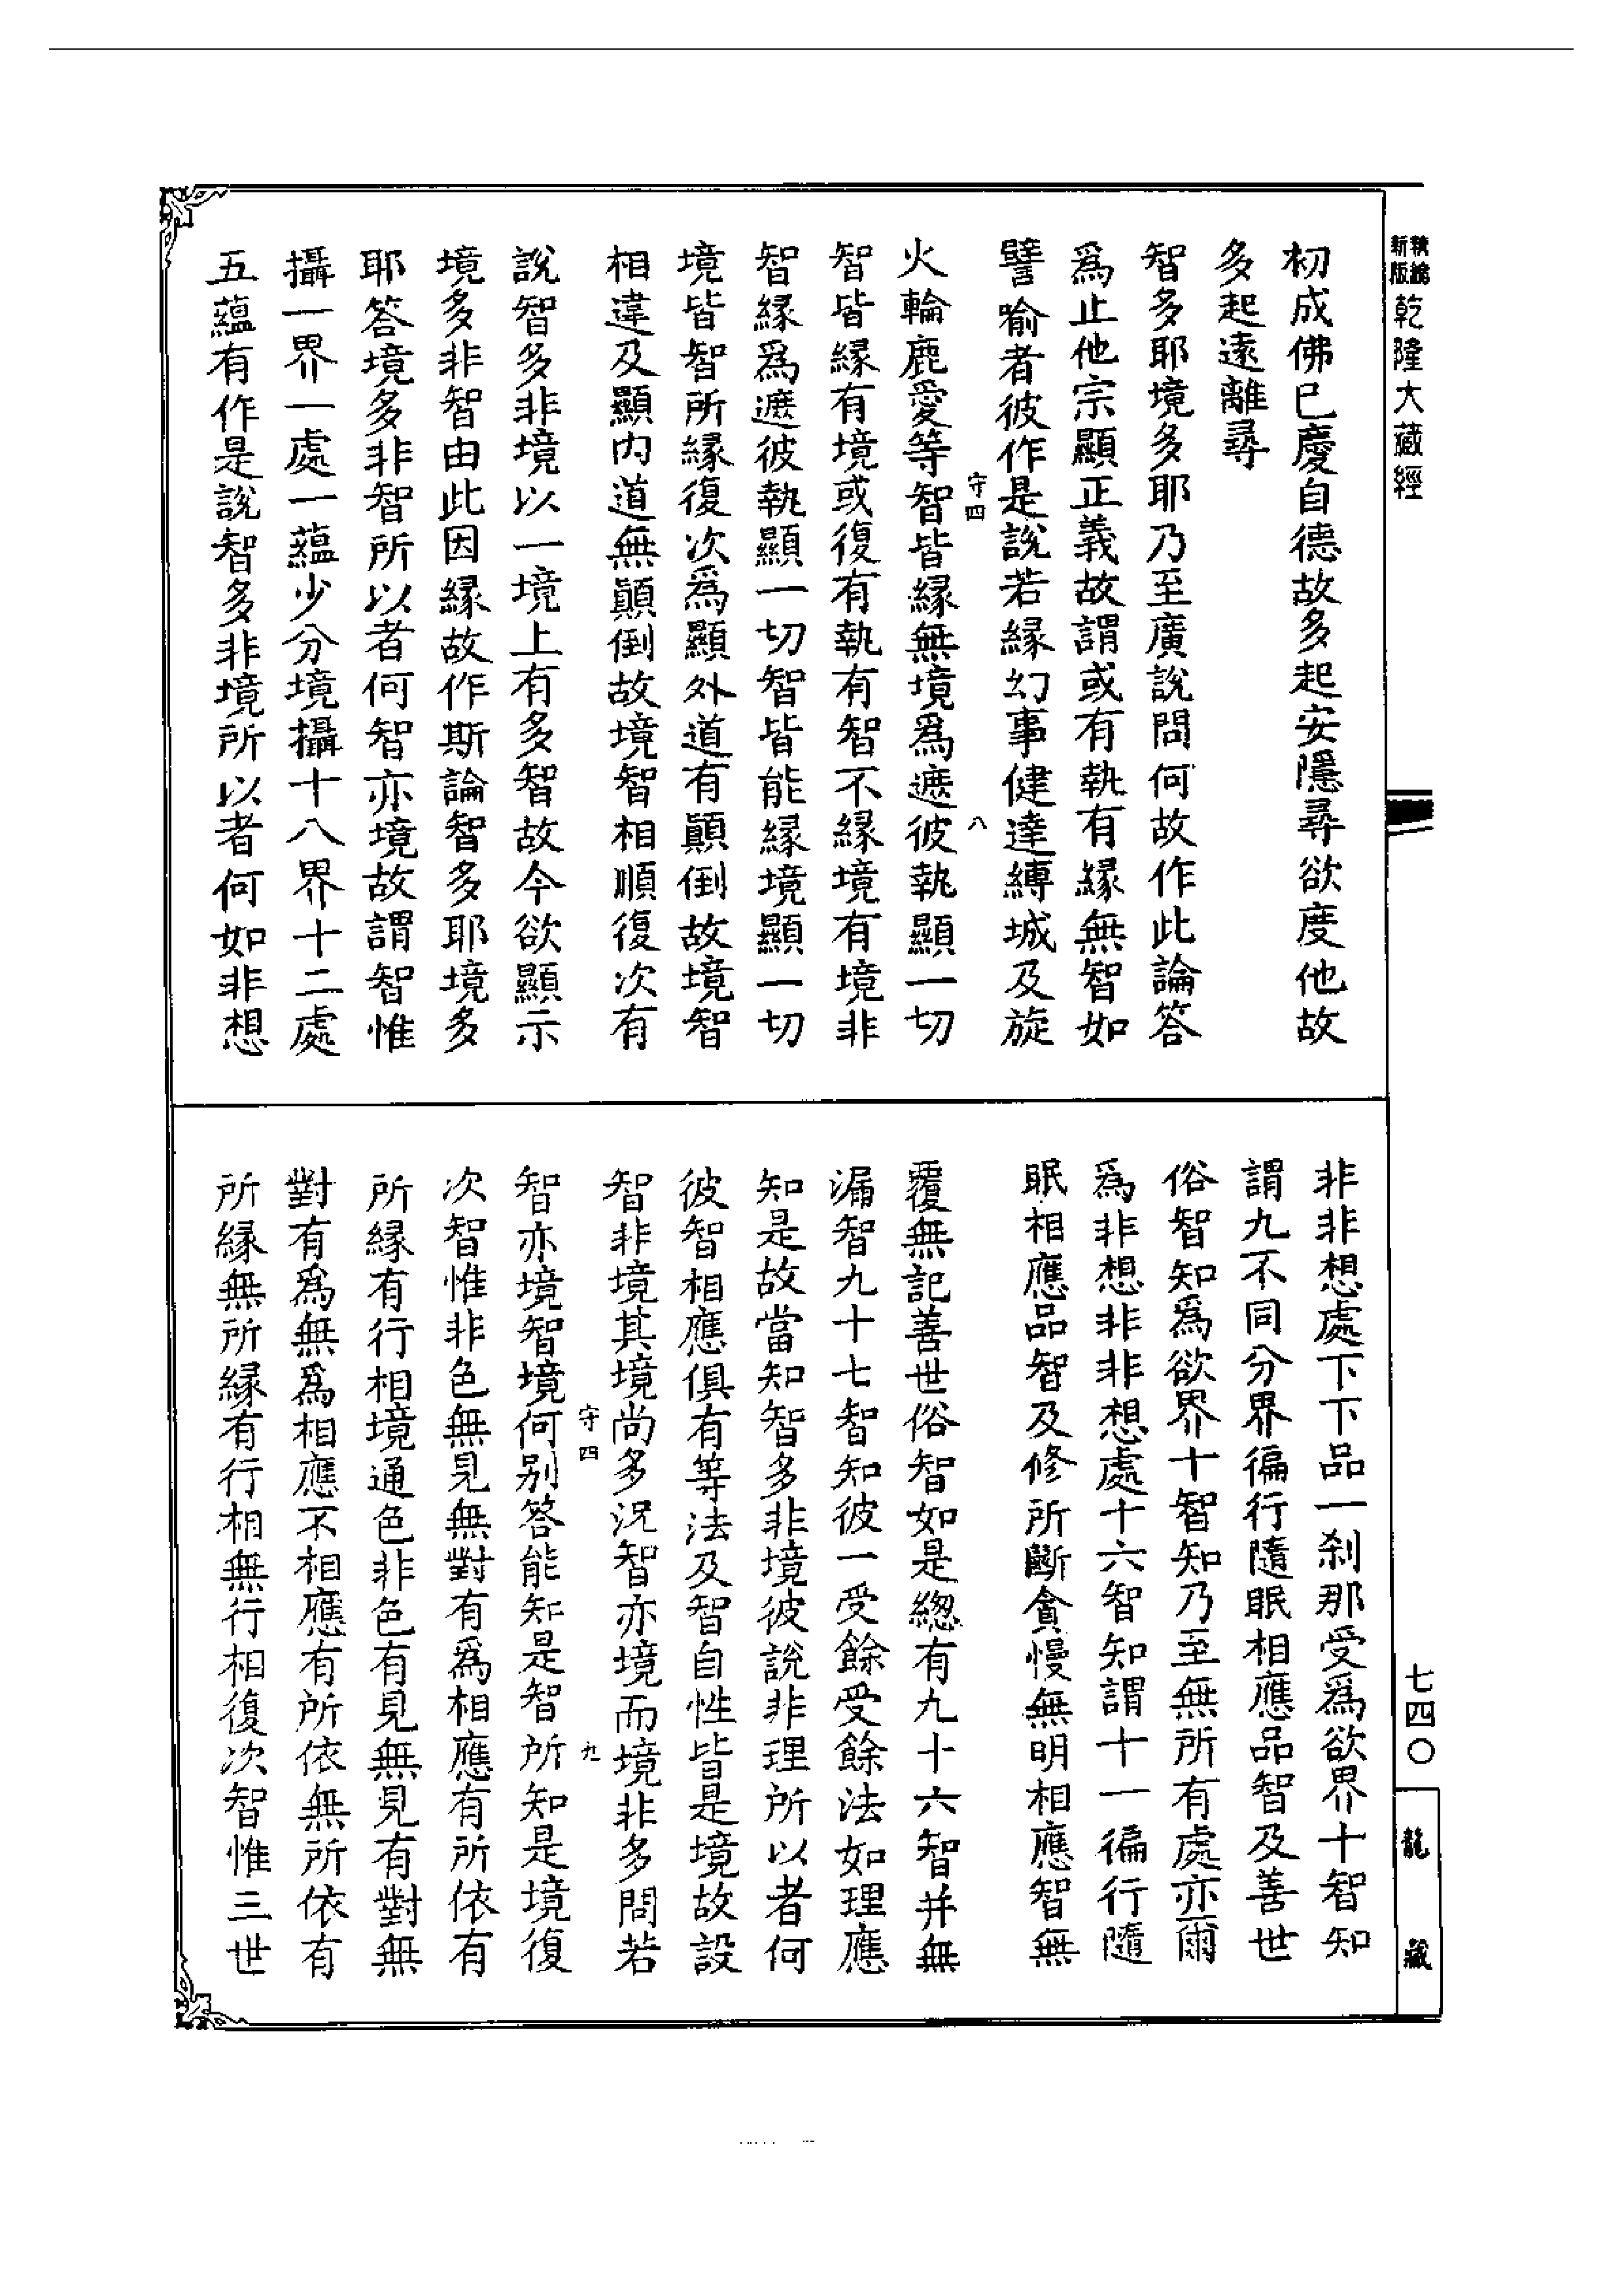 新版
精編
乾隆大藏經
初成佛已慶自德故多起安隱尋欲度他故
多起遠離尋
智多耶境多耶乃至廣說問何故作此論答
爲止他宗顯正義故謂或有執有緣無智如
譬喻者彼作是說若緣幻事健達縛城及旋
守四
八
火輪鹿愛等智皆緣無境爲遮彼執顯一切
智皆緣有境或復有執有智不緣境有境非
智緣爲遮彼執顯一切智皆能緣境顯一切
境皆智所緣復次爲顯外道有顚倒故境智
相違及顯內道無顚倒故境智相順復次有
說智多非境以一境上有多智故今欲顯示
境多非智由此因緣故作斯論智多耶境多
耶答境多非智所以者何智亦境故謂智惟
攝一界一處一蘊少分境攝十八界十二處
五蘊有作是說智多非境所以者何如非想
非非想處下下品一刹那受爲欲界十智知
謂九不同分界徧行隨眠相應品智及善世
俗智知爲欲界十智知乃至無所有處亦爾
爲非想非非想處十六智知謂十一徧行隨
眠相應品智及修所斷貪慢無明相應智無
覆無記善世俗智如是總有九十六智并無
漏智九十七智知彼一受餘受餘法如理應
知是故當知智多非境彼說非理所以者何
彼智相應俱有等法及智自性皆是境故設
智非境其境尚多況智亦境而境非多問若
守四
九
智亦境智境何别答能知是智所知是境復
次智惟非色無見無對有爲相應有所依有
所緣有行相境通色非色有見無見有對無
對有爲無爲相應不相應有所依無所依有
所緣無所緣有行相無行相復次智惟三世
七四〇
龍藏